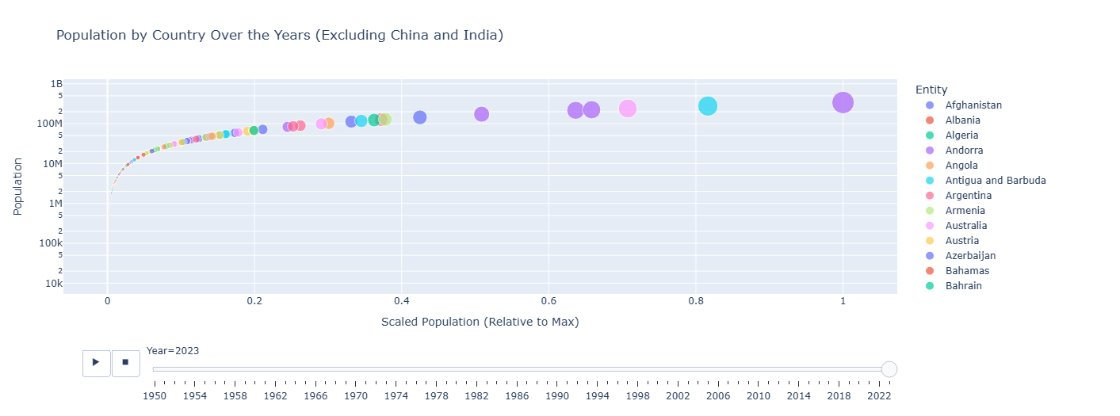 Population by Country Over the Years (Excluding China and India)
1B
5
2
100M
5
2
10M
5
2
1M
5
2
100k
5
2
10k
Population
0
0.2
0.4
0.6
0.8
1
Scaled Population (Relative to Max)
Entity
Afghanistan
Albania
Algeria
Andorra
Angola
Antigua and Barbuda
Argentina
Armenia
Australia
Austria
Azerbaijan
Bahamas
Bahrain
Year=2023
1950 1954 1958 1962 1966 1970 1974 1978 1982 1986 1990 1994 1998 2002 2006 2010 2014 2018 2022